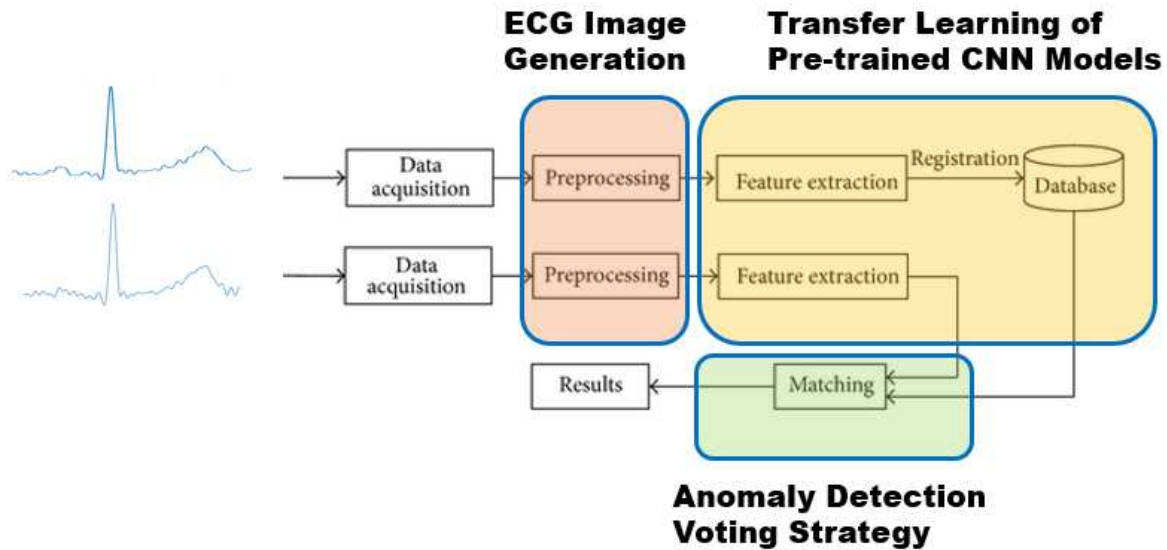 ECG Image
Generation
Transfer Learning of
Pre-trained CNN Models
Data
acquisition
Preprocessing
Feature extraction
Registration
Database
Data
acquisition
Preprocessing
Feature extraction
Results
Matching
Anomaly Detection
Voting Strategy